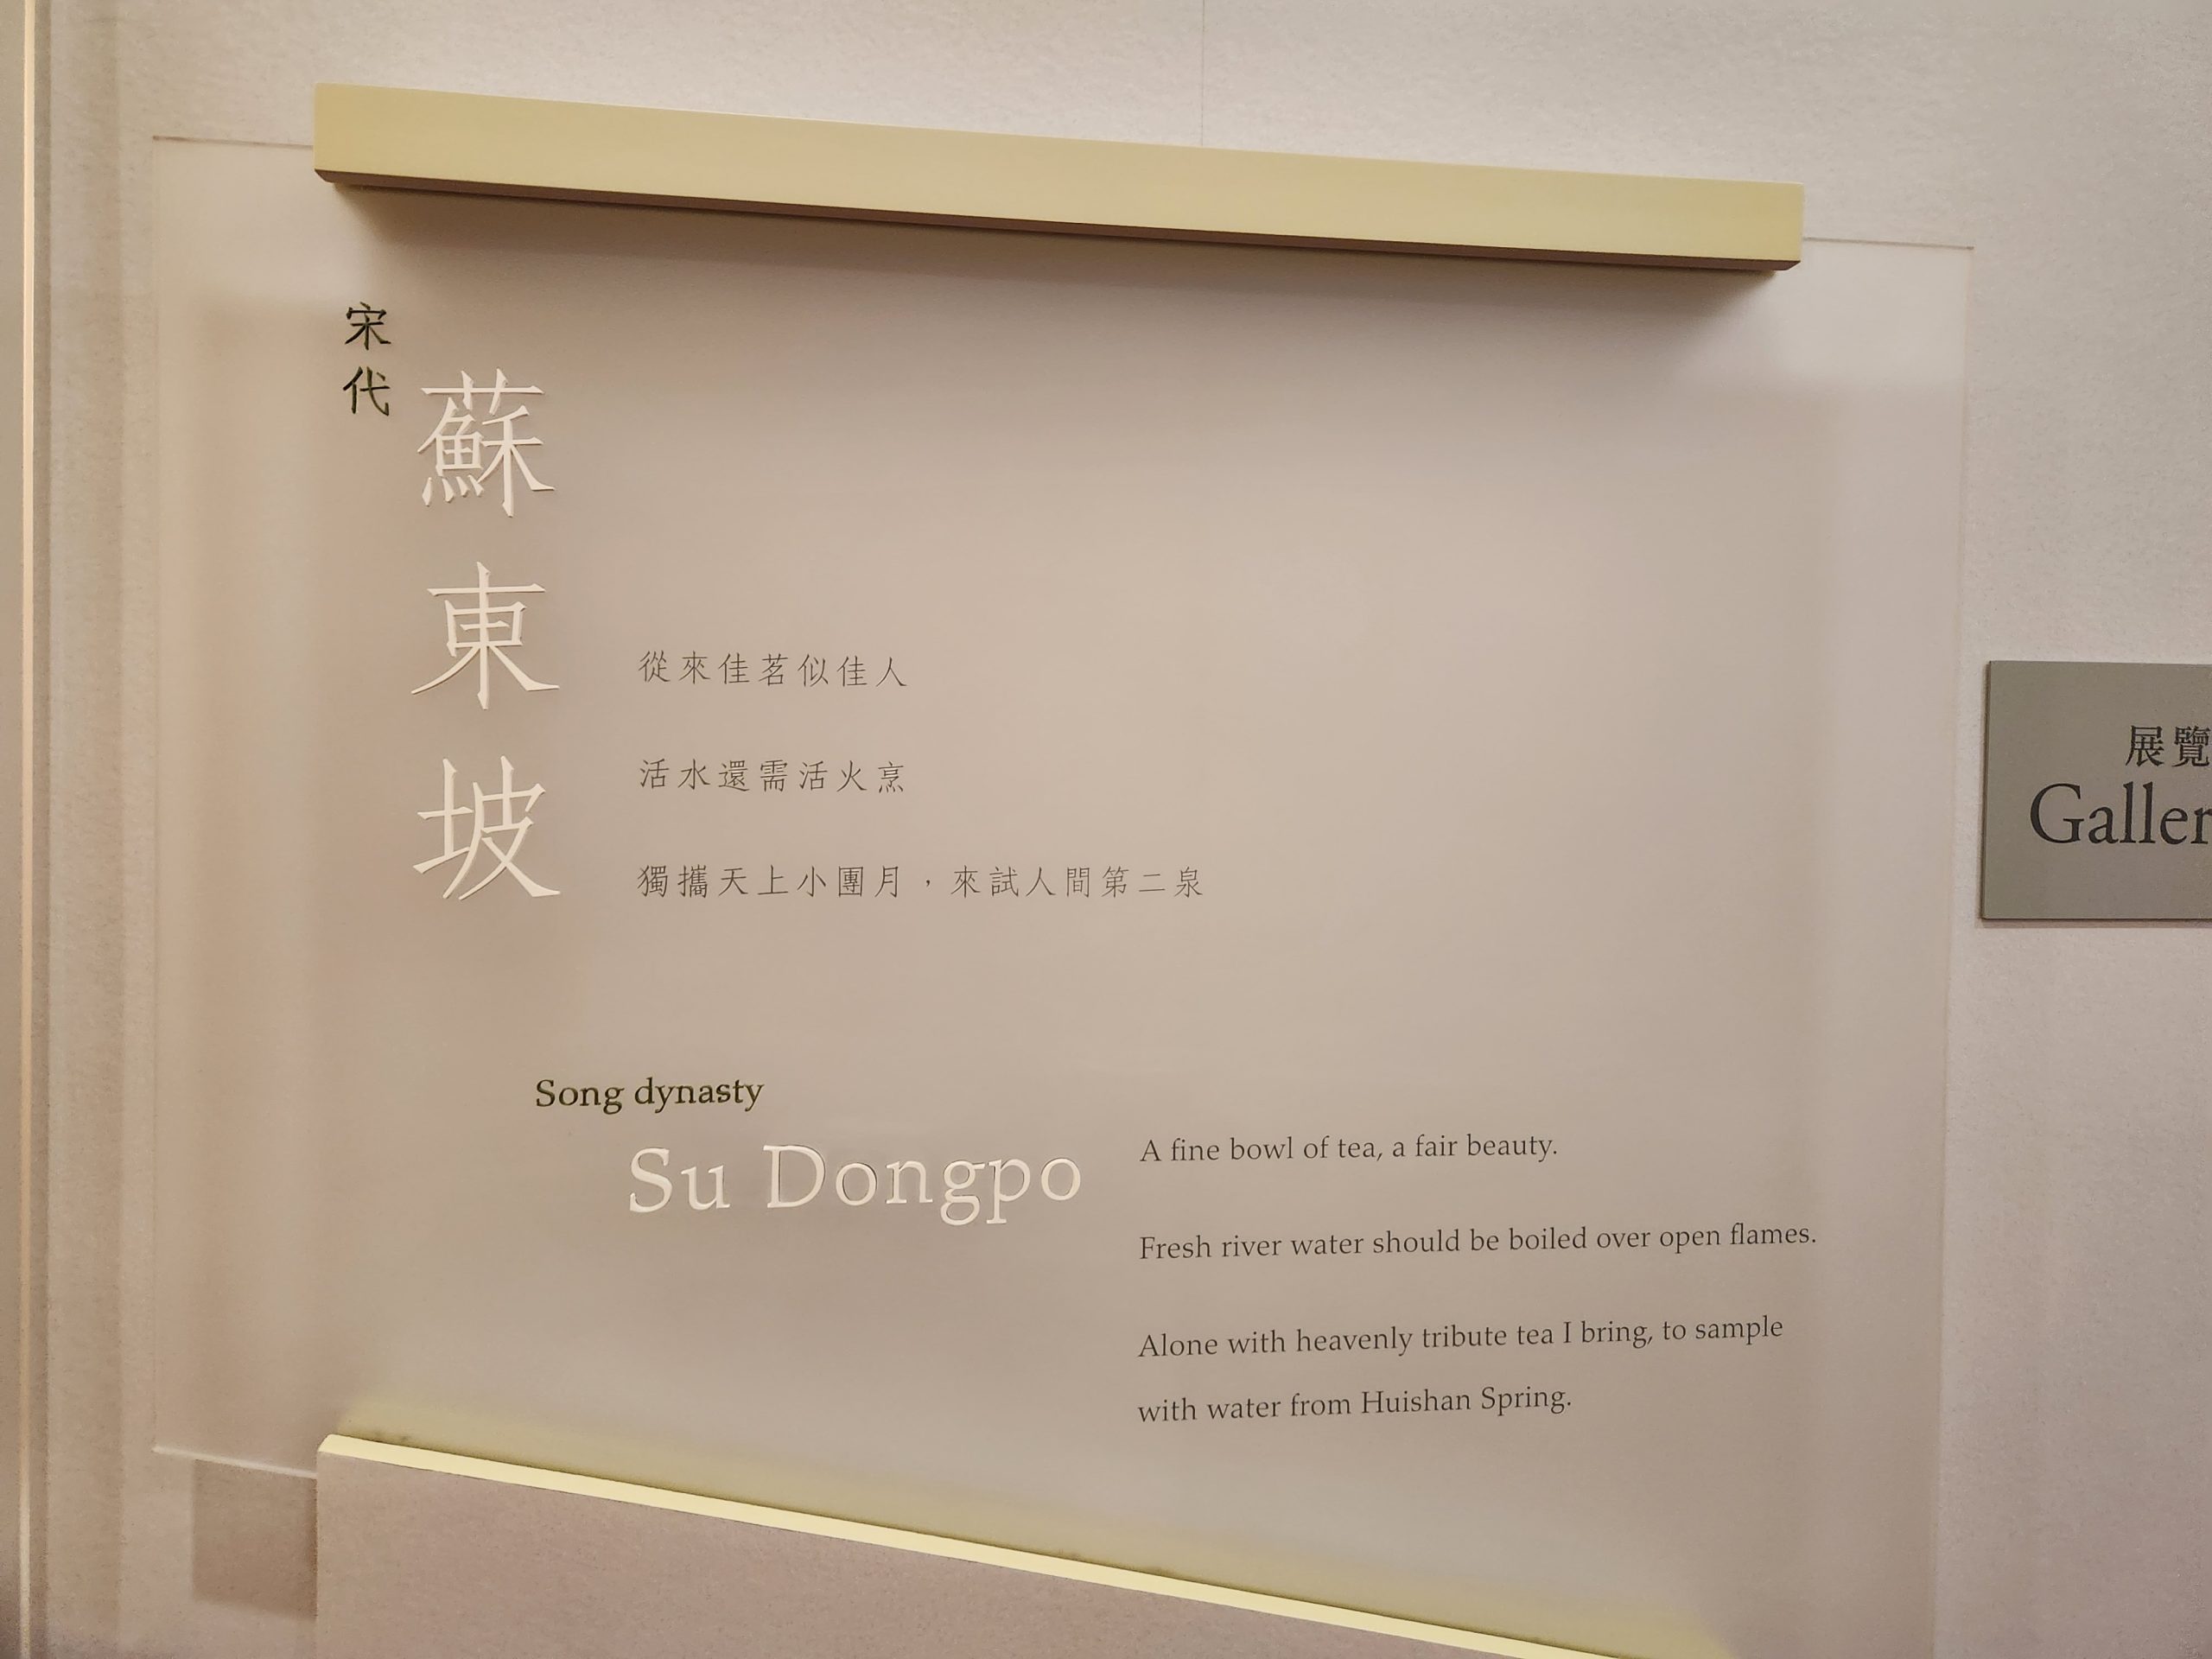 宋代
蘇東坡
從來佳茗似佳人
活水還需活火烹
獨攜天上小團月，來試人間第二泉
Song dynasty
Su Dongpo
A fine bowl of tea, a fair beauty.
Fresh river water should be boiled over open flames.
Alone with heavenly tribute tea I bring, to sample
with water from Huishan Spring.
展覽
Galler